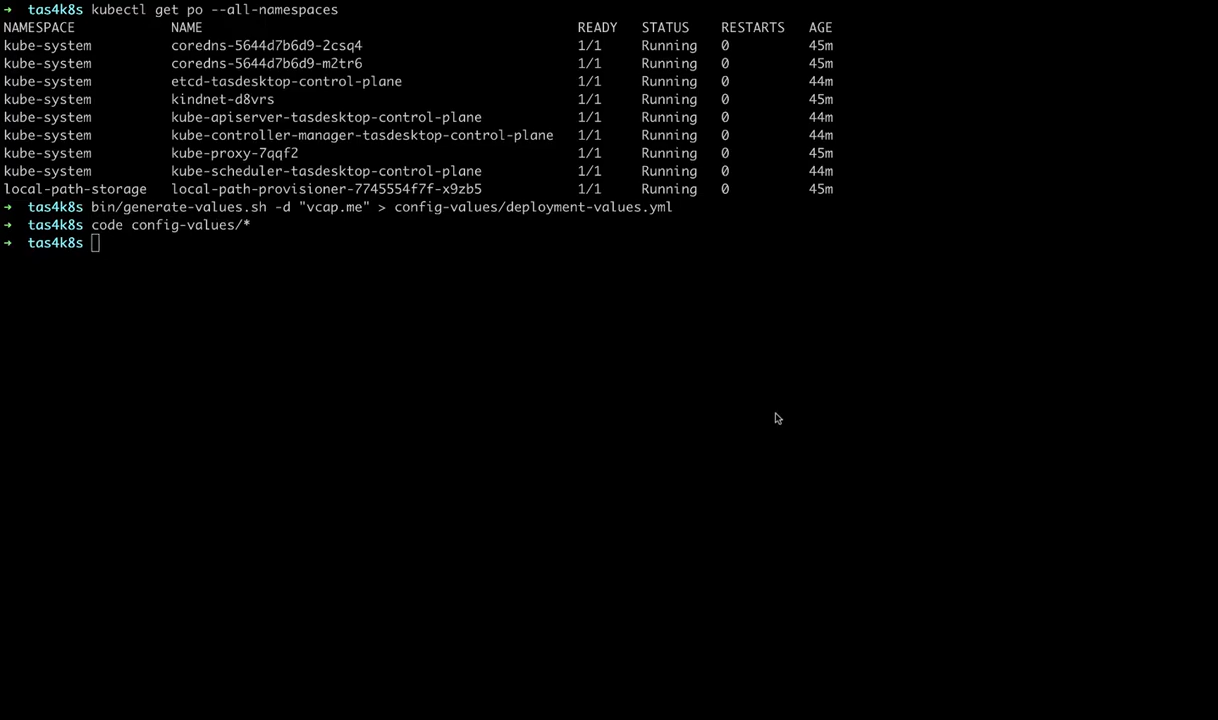 ➜  tas4k8s kubectl get po --all-namespaces
NAMESPACE            NAME                                            READY   STATUS    RESTARTS   AGE
kube-system          coredns-5644d7b6d9-2csq4                        1/1     Running   0          45m
kube-system          coredns-5644d7b6d9-m2tr6                        1/1     Running   0          45m
kube-system          etcd-tasdesktop-control-plane                   1/1     Running   0          44m
kube-system          kindnet-d8vrs                                   1/1     Running   0          45m
kube-system          kube-apiserver-tasdesktop-control-plane         1/1     Running   0          44m
kube-system          kube-controller-manager-tasdesktop-control-plane   1/1     Running   0          44m
kube-system          kube-proxy-7qqf2                                1/1     Running   0          45m
kube-system          kube-scheduler-tasdesktop-control-plane         1/1     Running   0          44m
local-path-storage   local-path-provisioner-7745554f7f-x9zb5         1/1     Running   0          45m
➜  tas4k8s bin/generate-values.sh -d "vcap.me" > config-values/deployment-values.yml
➜  tas4k8s code config-values/*
➜  tas4k8s